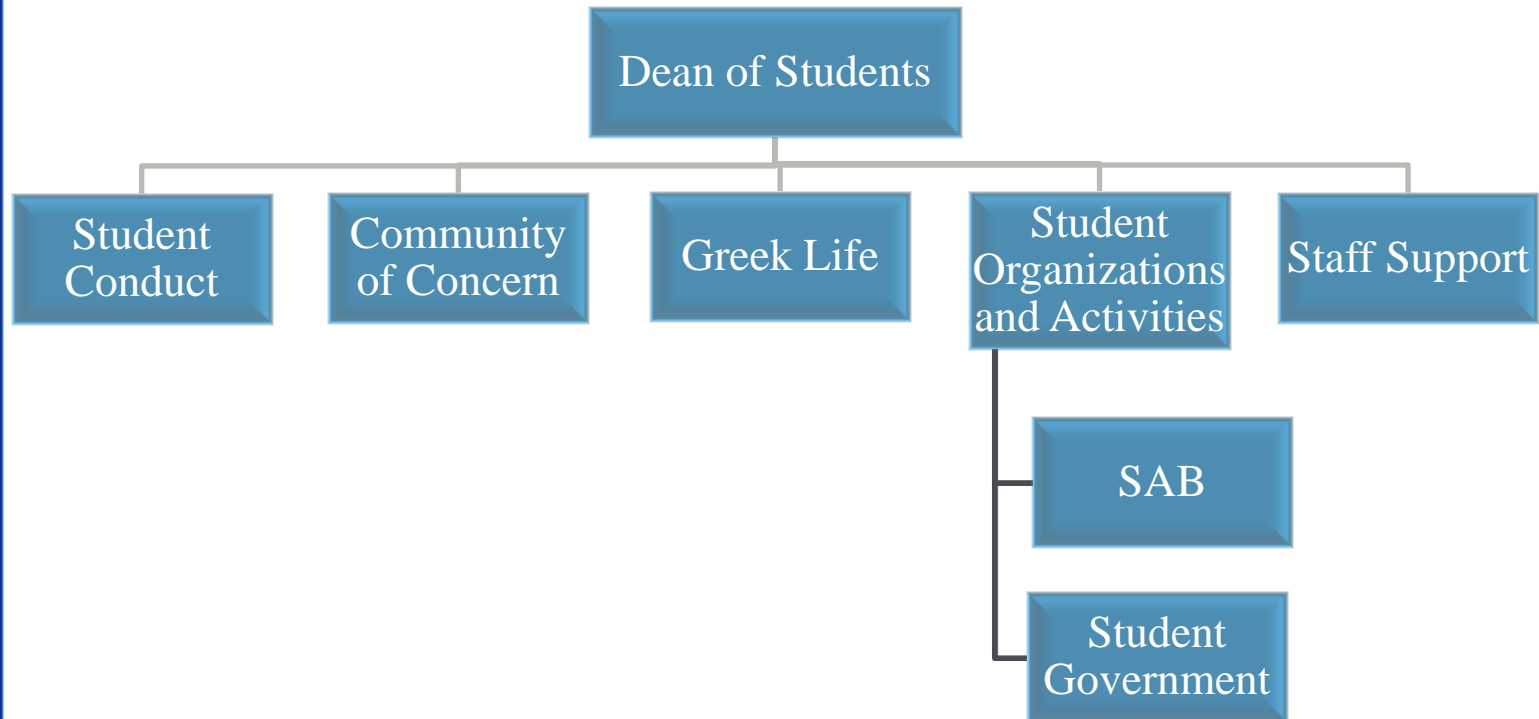 Dean of Students
Student
Conduct
Community
of Concern
Greek Life
Student
Organizations
and Activities
Staff Support
SAB
Student
Government